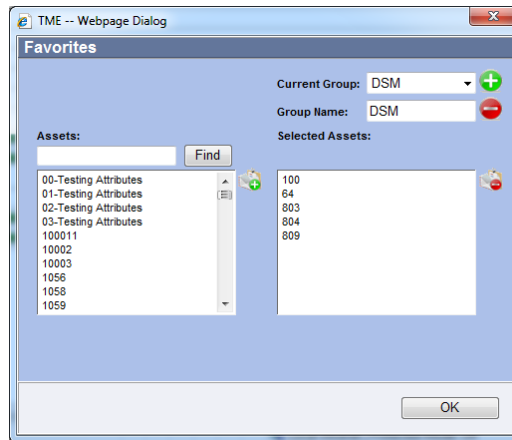 TME -- Webpage Dialog
Favorites
Current Group: DSM
Group Name: DSM
Assets:
Selected Assets:
Find
00-Testing Attributes
01-Testing Attributes
02-Testing Attributes
03-Testing Attributes
100011
10002
10003
1056
1058
1059
100
64
803
804
809
OK